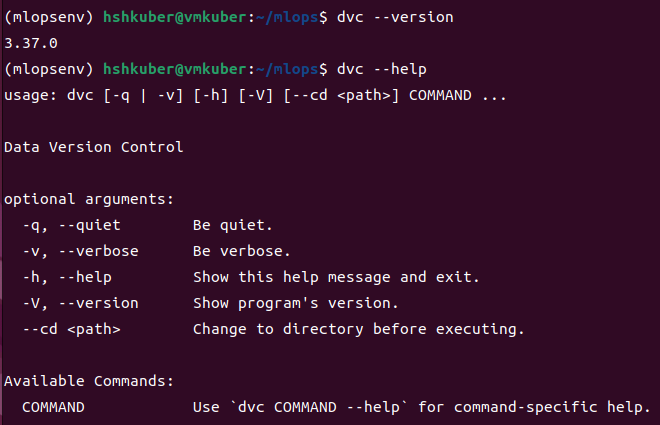 (mlopsenv) hshkuber@vmkuber:~/mlops$ dvc --version
3.37.0
(mlopsenv) hshkuber@vmkuber:~/mlops$ dvc --help
usage: dvc [-q | -v] [-h] [-V] [--cd <path>] COMMAND ...
Data Version Control
optional arguments:
-q, --quiet Be quiet.
-v, --verbose Be verbose.
-h, --help Show this help message and exit.
-V, --version Show program's version.
--cd <path> Change to directory before executing.
Available Commands:
COMMAND Use `dvc COMMAND --help` for command-specific help.